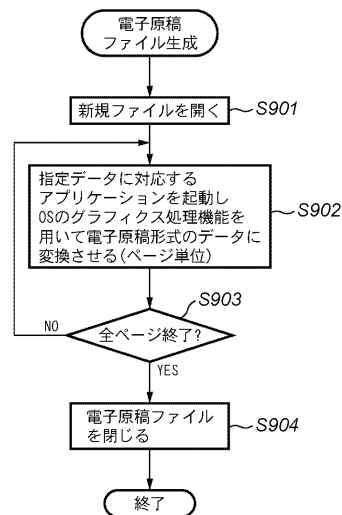 電子原稿
ファイル生成
新規ファイルを開く
S901
指定データに対応する
アプリケーションを起動し
OSのグラフィクス処理機能を
用いて電子原稿形式のデータに
変換させる(ページ単位)
S902
S903
全ページ終了?
NO
YES
電子原稿ファイル
を閉じる
S904
終了